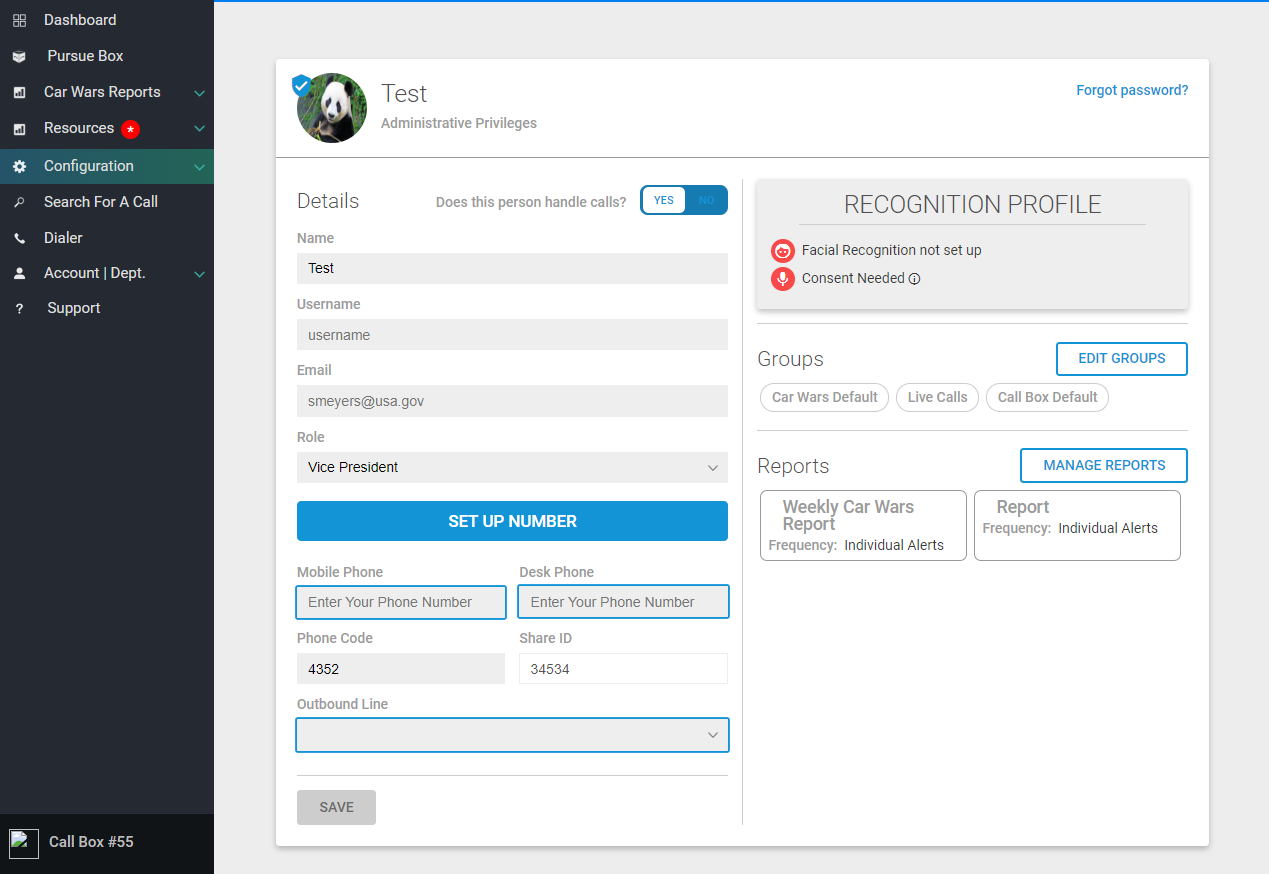 Dashboard
Pursue Box
Car Wars Reports
Resources
Configuration
Search For A Call
Dialer
Account | Dept.
? Support
Call Box #55
Test
Administrative Privileges
Forgot password?
Details
Does this person handle calls?
YES NO
Name
Test
Username
username
Email
smeyers@usa.gov
Role
Vice President
SET UP NUMBER
Mobile Phone Desk Phone
Enter Your Phone Number Enter Your Phone Number
Phone Code Share ID
4352 34534
Outbound Line
SAVE
RECOGNITION PROFILE
Facial Recognition not set up
Consent Needed
Groups
EDIT GROUPS
Car Wars Default Live Calls Call Box Default
Reports
MANAGE REPORTS
Weekly Car Wars
Report
Frequency: Individual Alerts
Report
Frequency: Individual Alerts